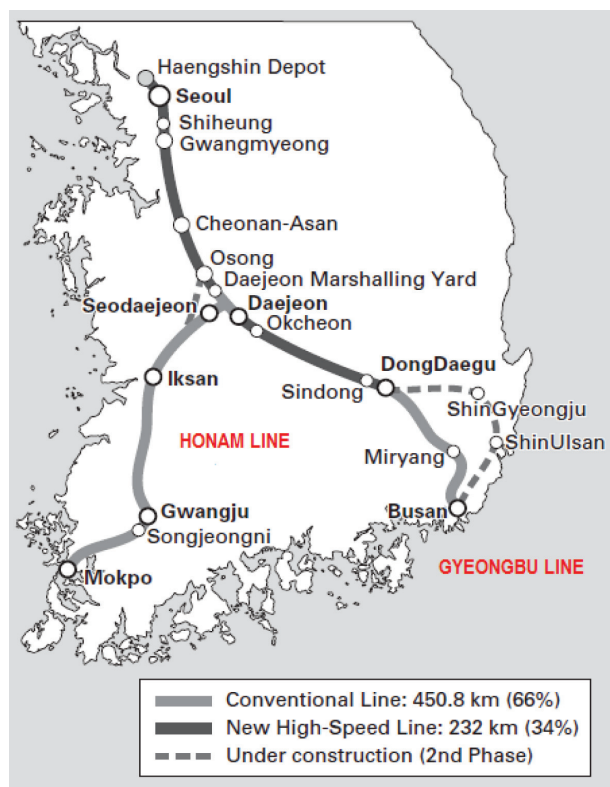 Haengshin Depot
Seoul
Shiheung
Gwangmyeong
Cheonan-Asan
Osong
Daejeon Marshalling Yard
Seodaejeon
Daejeon
Okcheon
DongDaegu
Iksan
Sindong
ShinGyeongju
HONAM LINE
ShinUlsan
Miryang
Gwangju
Busan
Songjeongni
Mokpo
GYEONGBU LINE
Conventional Line: 450.8 km (66%)
New High-Speed Line: 232 km (34%)
Under construction (2nd Phase)